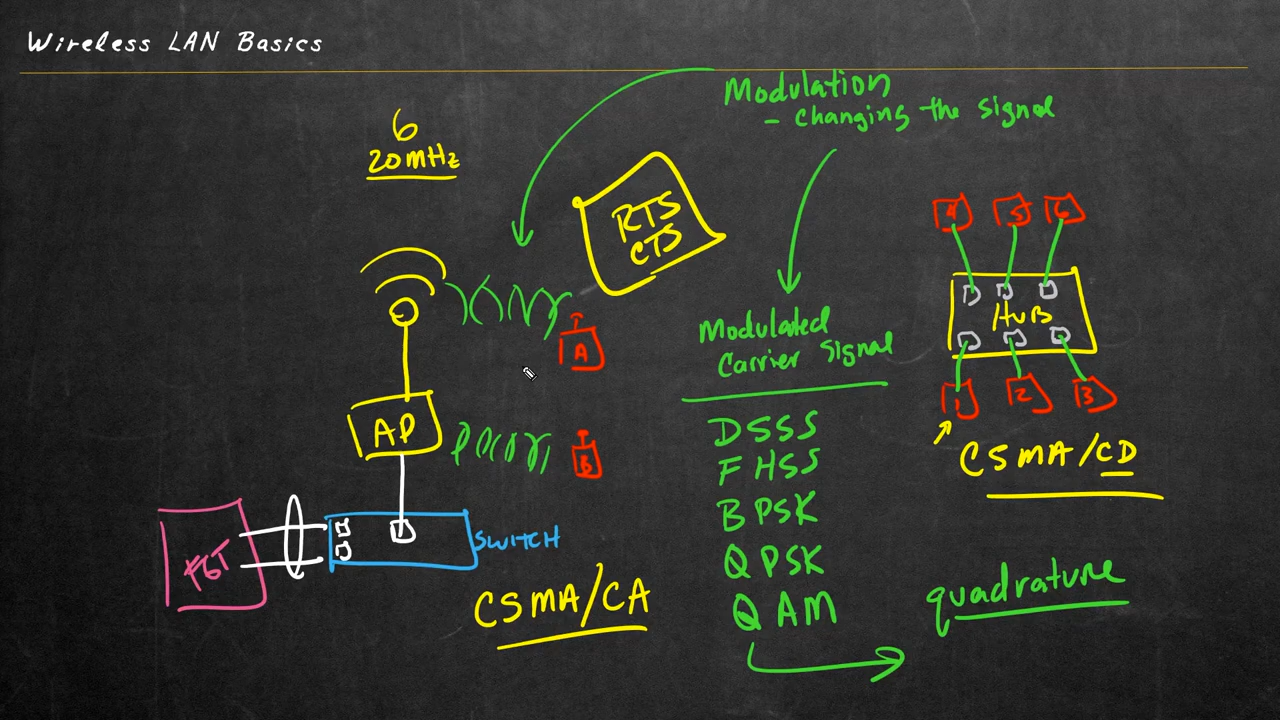 Wireless LAN Basics
Modulation
- changing the signal
6
20MHz
RTS
CTS
4 5 6
HUB
1 2 3
CSMA/CD
A
Modulated
Carrier Signal
AP
B
DSSS
FHSS
BPSK
QPSK
QAM
FGT
SWITCH
CSMA/CA
quadrature